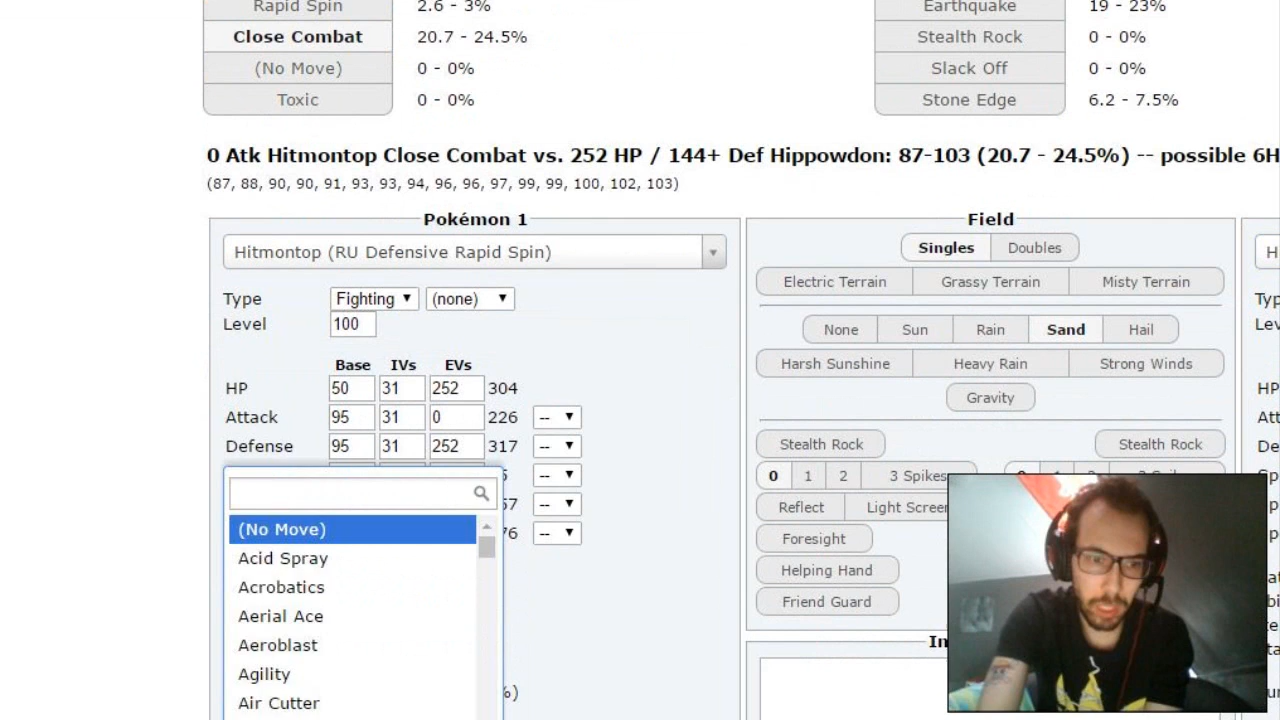 Rapid Spin 2.6 - 3% Earthquake 19 - 23%
Close Combat 20.7 - 24.5% Stealth Rock 0 - 0%
(No Move) 0 - 0% Slack Off 0 - 0%
Toxic 0 - 0% Stone Edge 6.2 - 7.5%
0 Atk Hitmontop Close Combat vs. 252 HP / 144+ Def Hippowdon: 87-103 (20.7 - 24.5%) -- possible 6H
(87, 88, 90, 90, 91, 93, 93, 94, 96, 96, 97, 99, 99, 100, 102, 103)
Pokémon 1
Hitmontop (RU Defensive Rapid Spin)
Type Fighting (none)
Level 100
Base IVs EVs
HP 50 31 252 304
Attack 95 31 0 226 --
Defense 95 31 252 317 --
--
--
--
(No Move)
Acid Spray
Acrobatics
Aerial Ace
Aeroblast
Agility
Air Cutter
%)
Field
Singles Doubles
Electric Terrain Grassy Terrain Misty Terrain
None Sun Rain Sand Hail
Harsh Sunshine Heavy Rain Strong Winds
Gravity
Stealth Rock Stealth Rock
0 1 2 3 Spikes
Reflect Light Screen
Foresight
Helping Hand
Friend Guard
H
Typ
Lev
HP
Att
De